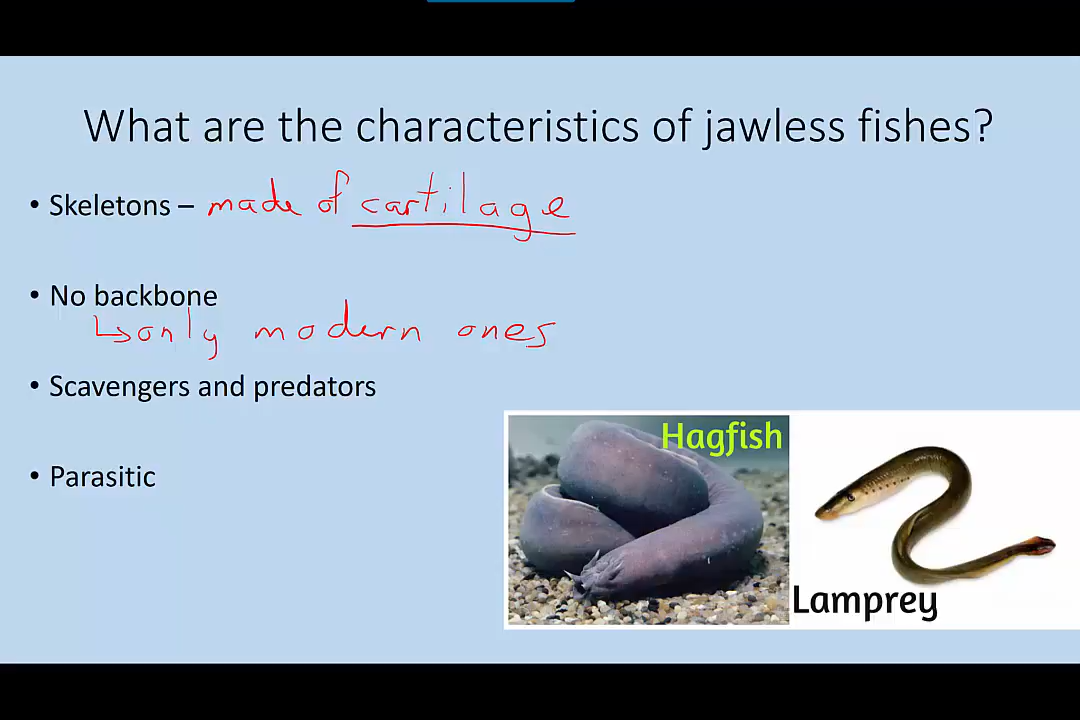 What are the characteristics of jawless fishes?
• Skeletons – made of cartilage
• No backbone
↳only modern ones
• Scavengers and predators
• Parasitic
Hagfish
Lamprey